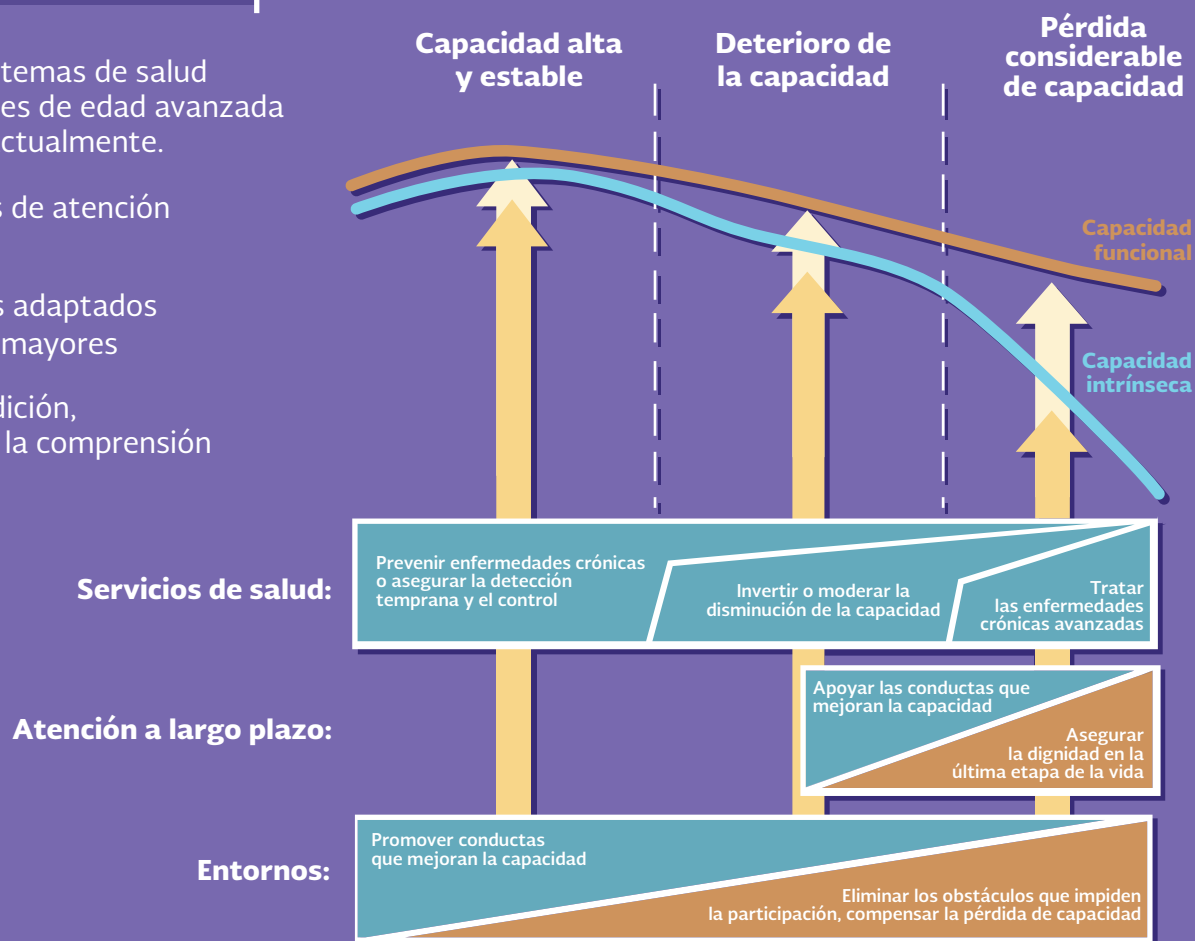 temas de salud
es de edad avanzada
ctualmente.
s de atención
s adaptados
mayores
dición,
la comprensión
Capacidad alta
y estable
Deterioro de
la capacidad
Pérdida
considerable
de capacidad
Capacidad
funcional
Capacidad
intrínseca
Servicios de salud:
Prevenir enfermedades crónicas
o asegurar la detección
temprana y el control
Invertir o moderar la
disminución de la capacidad
Tratar
las enfermedades
crónicas avanzadas
Atención a largo plazo:
Apoyar las conductas que
mejoran la capacidad
Asegurar
la dignidad en la
última etapa de la vida
Entornos:
Promover conductas
que mejoran la capacidad
Eliminar los obstáculos que impiden
la participación, compensar la pérdida de capacidad